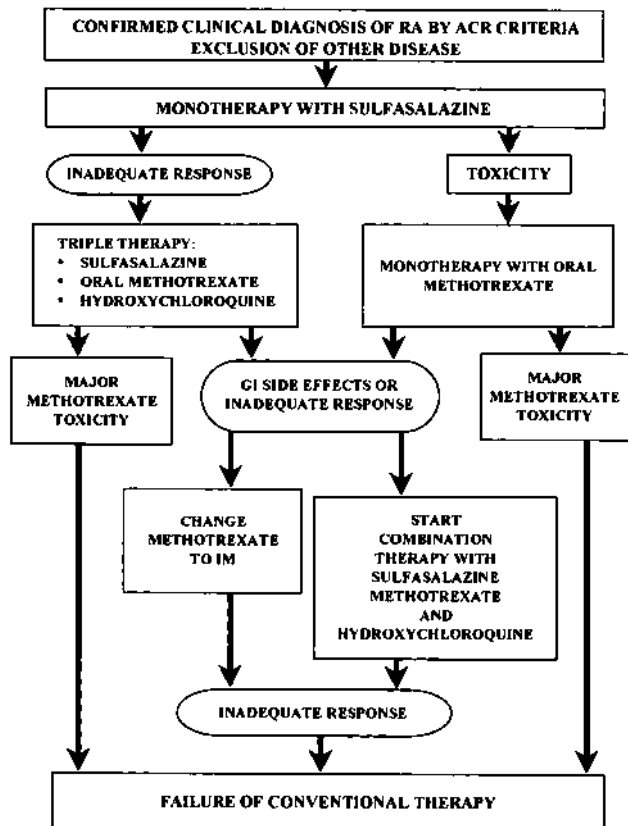 CONFIRMED CLINICAL DIAGNOSIS OF RA BY ACR CRITERIA
EXCLUSION OF OTHER DISEASE
MONOTHERAPY WITH SULFASALAZINE
INADEQUATE RESPONSE
TOXICITY
TRIPLE THERAPY:
• SULFASALAZINE
• ORAL METHOTREXATE
• HYDROXYCHLOROQUINE
MONOTHERAPY WITH ORAL
METHOTREXATE
MAJOR
METHOTREXATE
TOXICITY
GI SIDE EFFECTS OR
INADEQUATE RESPONSE
MAJOR
METHOTREXATE
TOXICITY
CHANGE
METHOTREXATE
TO IM
START
COMBINATION
THERAPY WITH
SULFASALAZINE
METHOTREXATE
AND
HYDROXYCHLOROQUINE
INADEQUATE RESPONSE
FAILURE OF CONVENTIONAL THERAPY